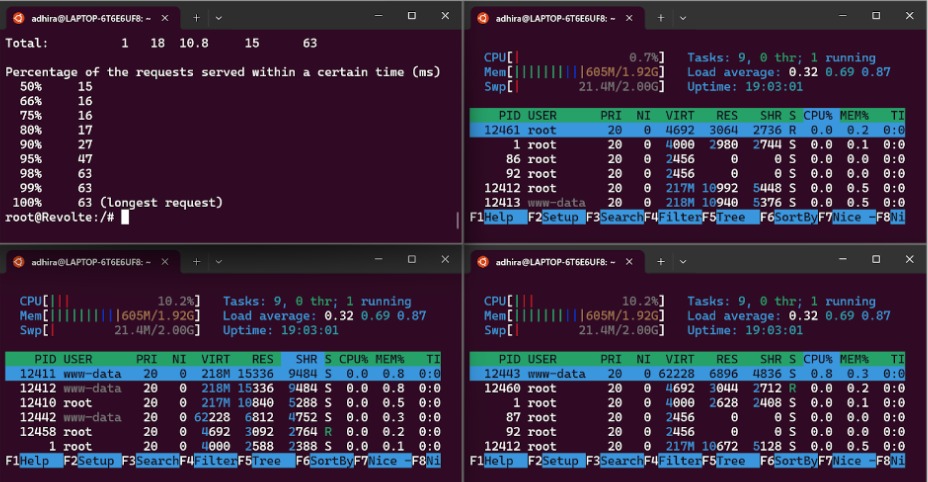 adhira@LAPTOP-6T6E6UF8: ~ × + ⌄ − □ ×
Total: 1 18 10.8 15 63
Percentage of the requests served within a certain time (ms)
50% 15
66% 16
75% 16
80% 17
90% 27
95% 47
98% 63
99% 63
100% 63 (longest request)
root@Revolte:/#
adhira@LAPTOP-6T6E6UF8: ~ × + ⌄ − □ ×
CPU[| 0.7%] Tasks: 9, 0 thr; 1 running
Mem[|||||||||||605M/1.92G] Load average: 0.32 0.69 0.87
Swp[| 21.4M/2.00G] Uptime: 19:03:01
PID USER PRI NI VIRT RES SHR S CPU% MEM% TI
12461 root 20 0 4692 3064 2736 R 0.0 0.2 0:0
1 root 20 0 4000 2980 2744 S 0.0 0.1 0:0
86 root 20 0 2456 0 0 S 0.0 0.0 0:0
92 root 20 0 2456 0 0 S 0.0 0.0 0:0
12412 root 20 0 217M 10992 5448 S 0.0 0.5 0:0
12413 www-data 20 0 218M 10940 5376 S 0.0 0.5 0:0
F1Help F2Setup F3SearchF4FilterF5Tree F6SortByF7Nice -F8Ni
adhira@LAPTOP-6T6E6UF8: ~ × + ⌄ − □ ×
CPU[||| 10.2%] Tasks: 9, 0 thr; 1 running
Mem[|||||||||||605M/1.92G] Load average: 0.32 0.69 0.87
Swp[| 21.4M/2.00G] Uptime: 19:03:01
PID USER PRI NI VIRT RES SHR S CPU% MEM% TI
12411 www-data 20 0 218M 15336 9484 S 0.0 0.8 0:0
12412 www-data 20 0 218M 15336 9484 S 0.0 0.8 0:0
12410 root 20 0 217M 10840 5288 S 0.0 0.5 0:0
12442 www-data 20 0 62228 6812 4752 S 0.0 0.3 0:0
12458 root 20 0 4692 3092 2764 R 0.0 0.2 0:0
1 root 20 0 4000 2588 2388 S 0.0 0.1 0:0
F1Help F2Setup F3SearchF4FilterF5Tree F6SortByF7Nice -F8Ni
adhira@LAPTOP-6T6E6UF8: ~ × + ⌄ − □ ×
CPU[||| 10.2%] Tasks: 9, 0 thr; 1 running
Mem[|||||||||||605M/1.92G] Load average: 0.32 0.69 0.87
Swp[| 21.4M/2.00G] Uptime: 19:03:01
PID USER PRI NI VIRT RES SHR S CPU% MEM% TI
12443 www-data 20 0 62228 6896 4836 S 0.8 0.3 0:0
12460 root 20 0 4692 3044 2712 R 0.0 0.2 0:0
1 root 20 0 4000 2628 2408 S 0.0 0.1 0:0
87 root 20 0 2456 0 0 S 0.0 0.0 0:0
92 root 20 0 2456 0 0 S 0.0 0.0 0:0
12412 root 20 0 217M 10672 5128 S 0.0 0.5 0:0
F1Help F2Setup F3SearchF4FilterF5Tree F6SortByF7Nice -F8Ni